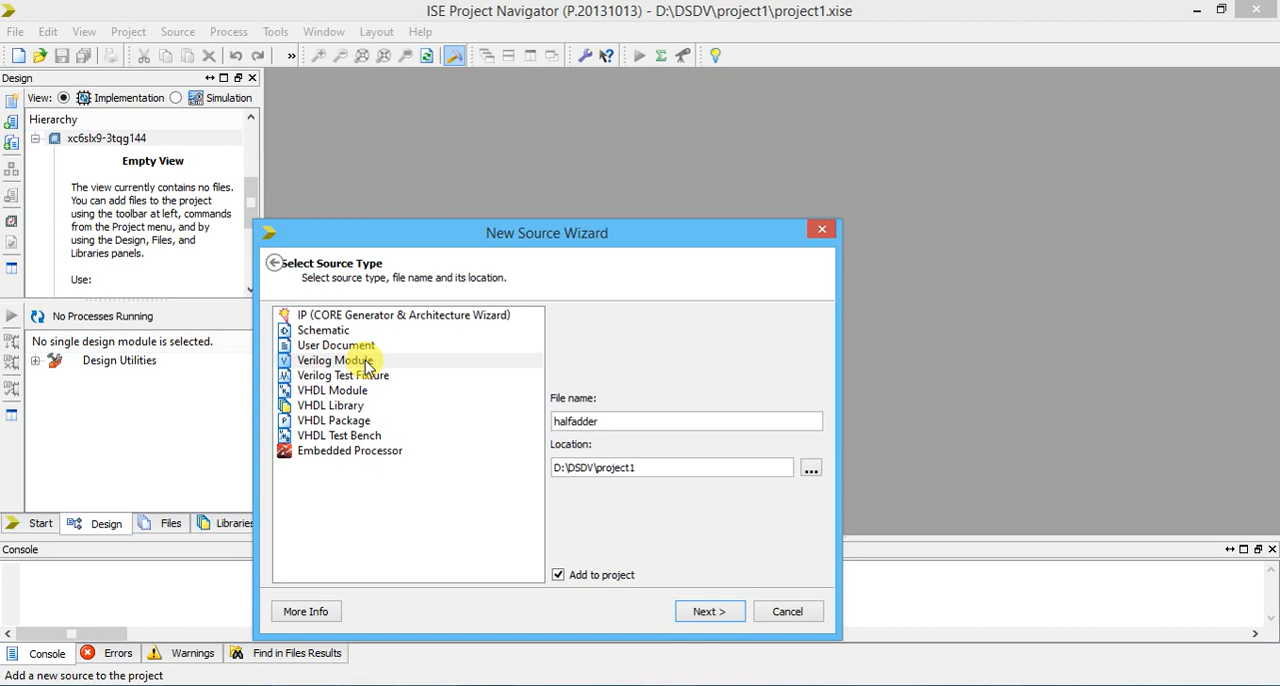 ISE Project Navigator (P.20131013) - D:\DSDV\project1\project1.xise
File Edit View Project Source Process Tools Window Layout Help
»
Design
View: Implementation Simulation
Hierarchy
xc6slx9-3tqg144
Empty View
The view currently contains no files.
You can add files to the project
using the toolbar at left, commands
from the Project menu, and by
using the Design, Files, and
Libraries panels.
Use:
No Processes Running
No single design module is selected.
Design Utilities
Start Design Files Libraries
New Source Wizard
Select Source Type
Select source type, file name and its location.
IP (CORE Generator & Architecture Wizard)
Schematic
User Document
Verilog Module
Verilog Test Fixture
VHDL Module
VHDL Library
VHDL Package
VHDL Test Bench
Embedded Processor
File name:
halfadder
Location:
D:\DSDV\project1
...
Add to project
More Info Next > Cancel
Console
Console Errors Warnings Find in Files Results
Add a new source to the project